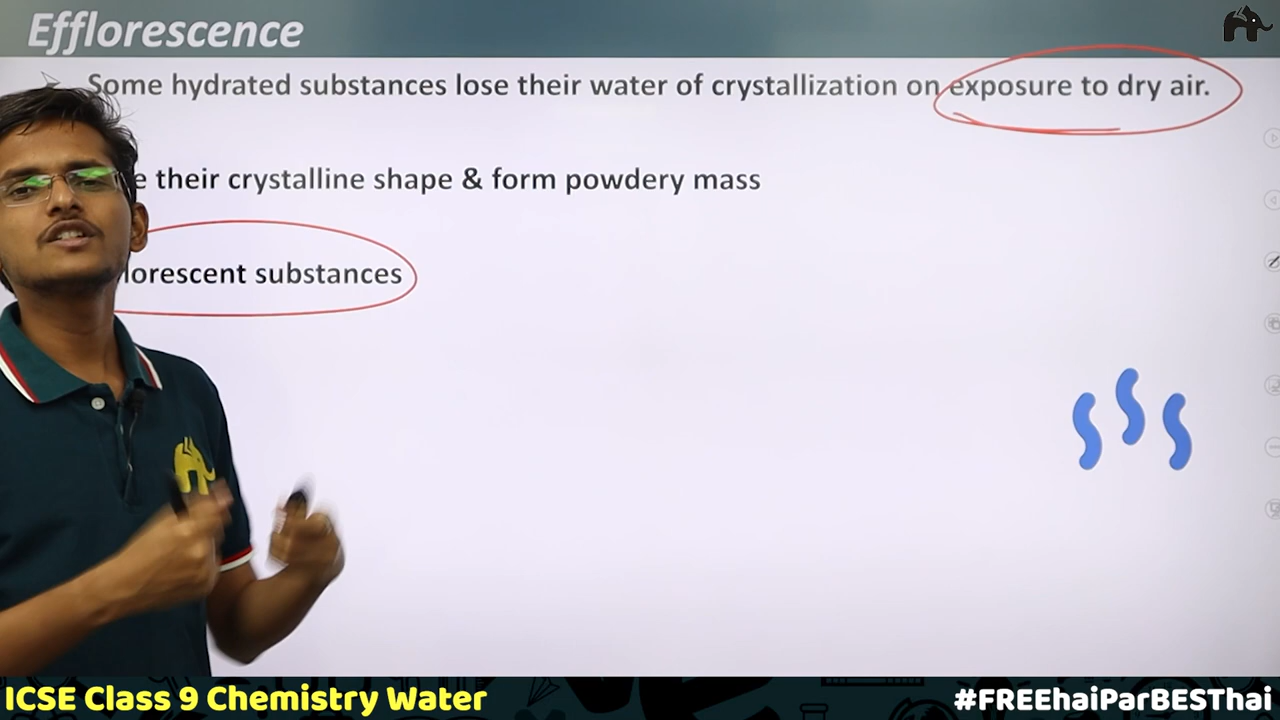 Efflorescence
Some hydrated substances lose their water of crystallization on exposure to dry air.
their crystalline shape & form powdery mass
substances
ICSE Class 9 Chemistry Water
#FREEhaiParBESThai